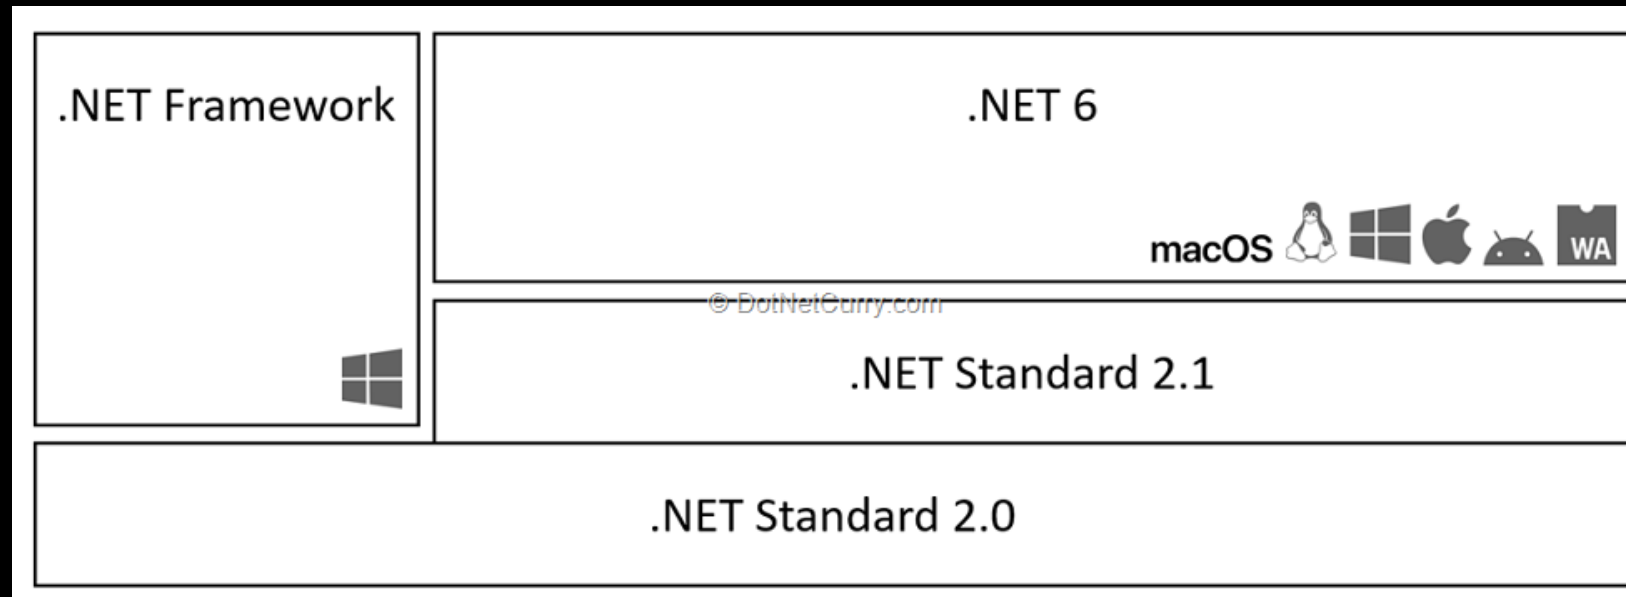 .NET Framework
.NET 6
macOS
WA
© DotNetCurry.com
.NET Standard 2.1
.NET Standard 2.0